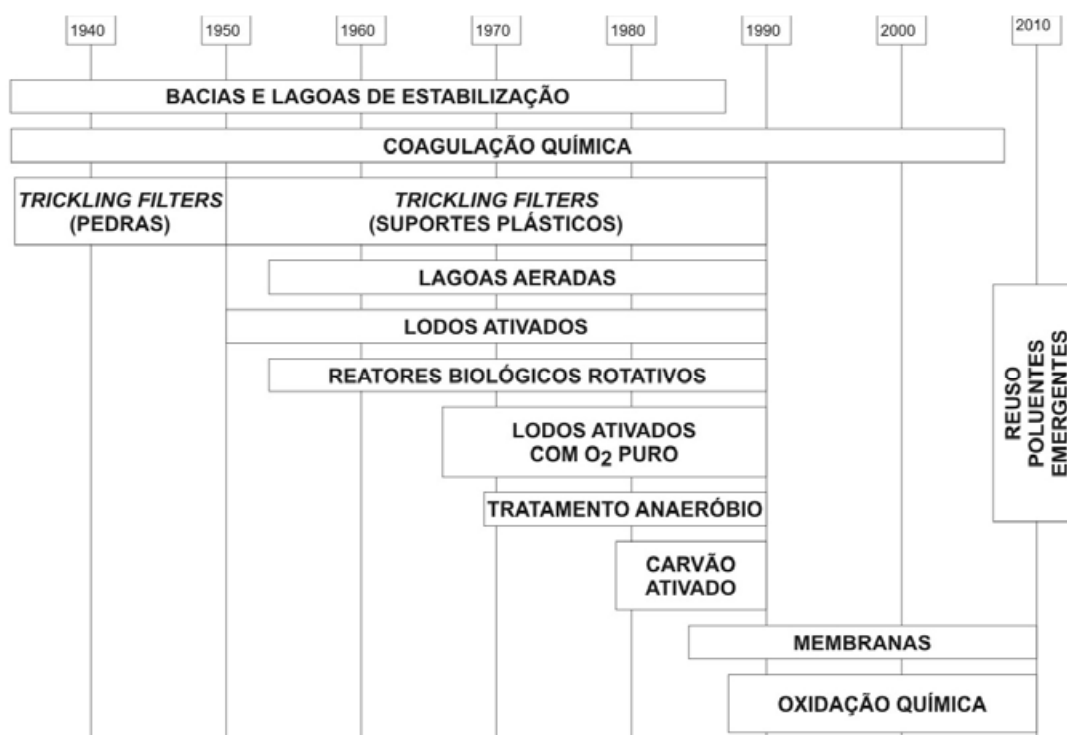 1940
1950
1960
1970
1980
1990
2000
2010
BACIAS E LAGOAS DE ESTABILIZAÇÃO
COAGULAÇÃO QUÍMICA
TRICKLING FILTERS
(PEDRAS)
TRICKLING FILTERS
(SUPORTES PLÁSTICOS)
LAGOAS AERADAS
LODOS ATIVADOS
REATORES BIOLÓGICOS ROTATIVOS
LODOS ATIVADOS
COM O2 PURO
TRATAMENTO ANAERÓBIO
CARVÃO
ATIVADO
MEMBRANAS
OXIDAÇÃO QUÍMICA
REUSO
POLUENTES
EMERGENTES